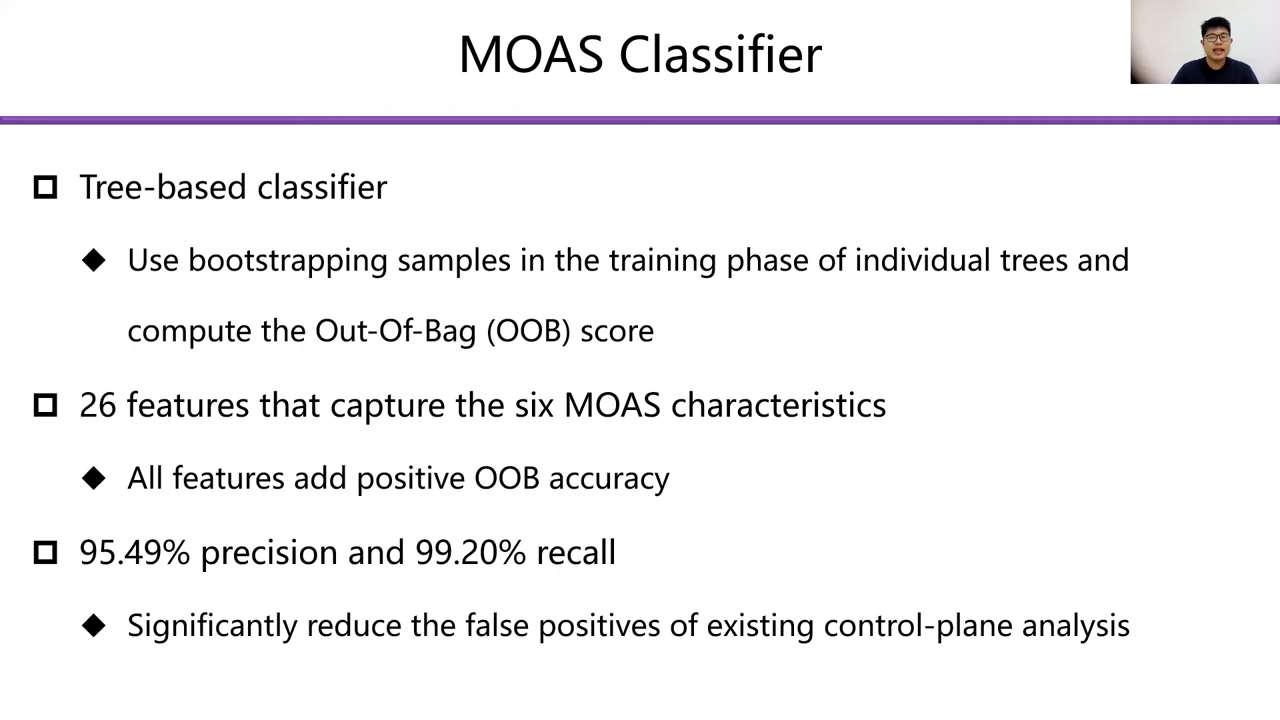 MOAS Classifier
Tree-based classifier
Use bootstrapping samples in the training phase of individual trees and
compute the Out-Of-Bag (OOB) score
26 features that capture the six MOAS characteristics
All features add positive OOB accuracy
95.49% precision and 99.20% recall
Significantly reduce the false positives of existing control-plane analysis